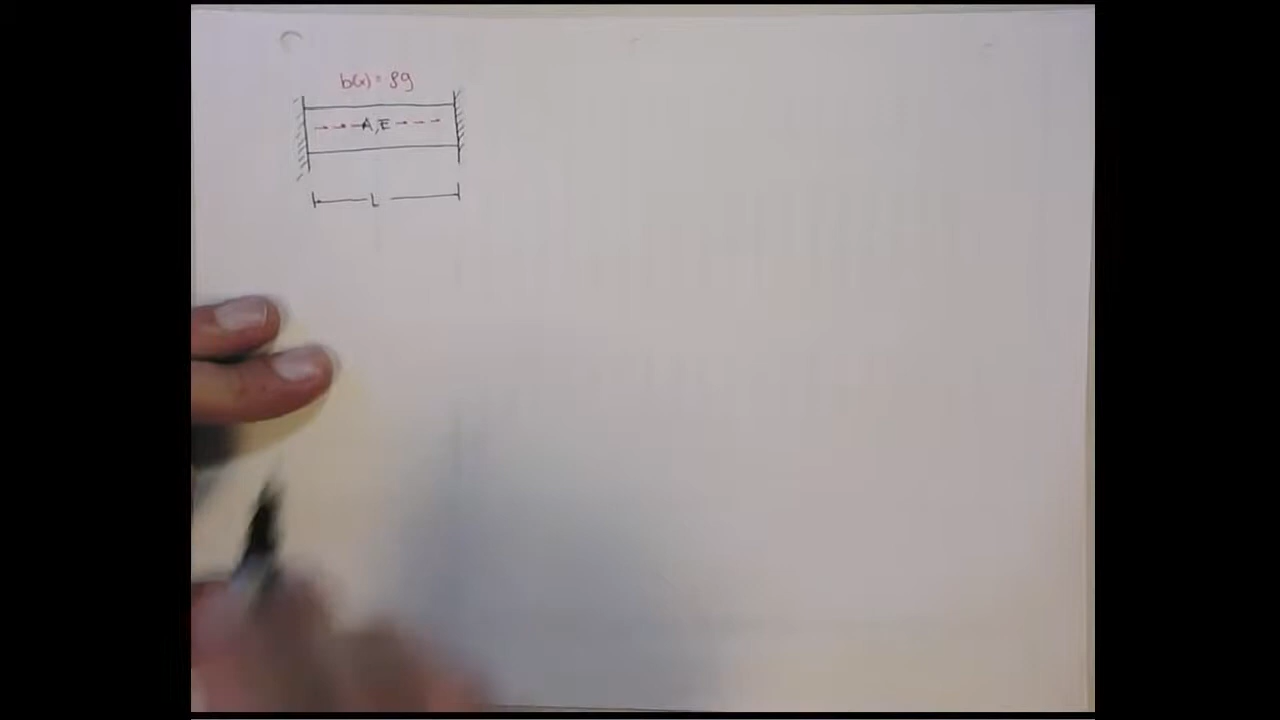 b(x) = ρg
A, E
L